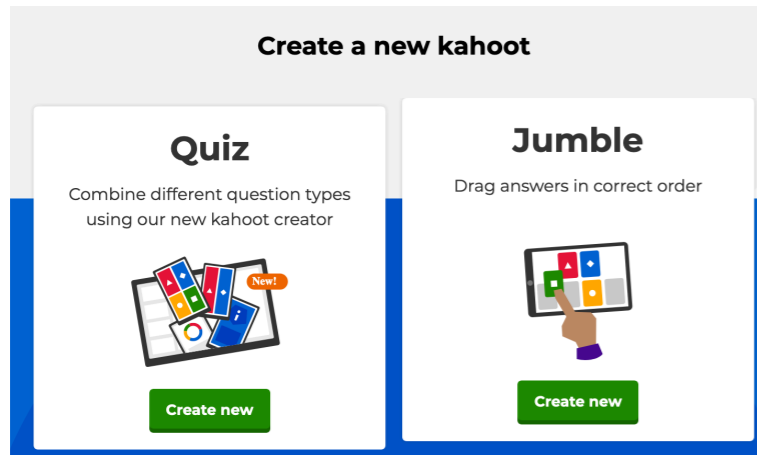 Create a new kahoot
Quiz
Combine different question types
using our new kahoot creator
New!
i
Create new
Jumble
Drag answers in correct order
Create new